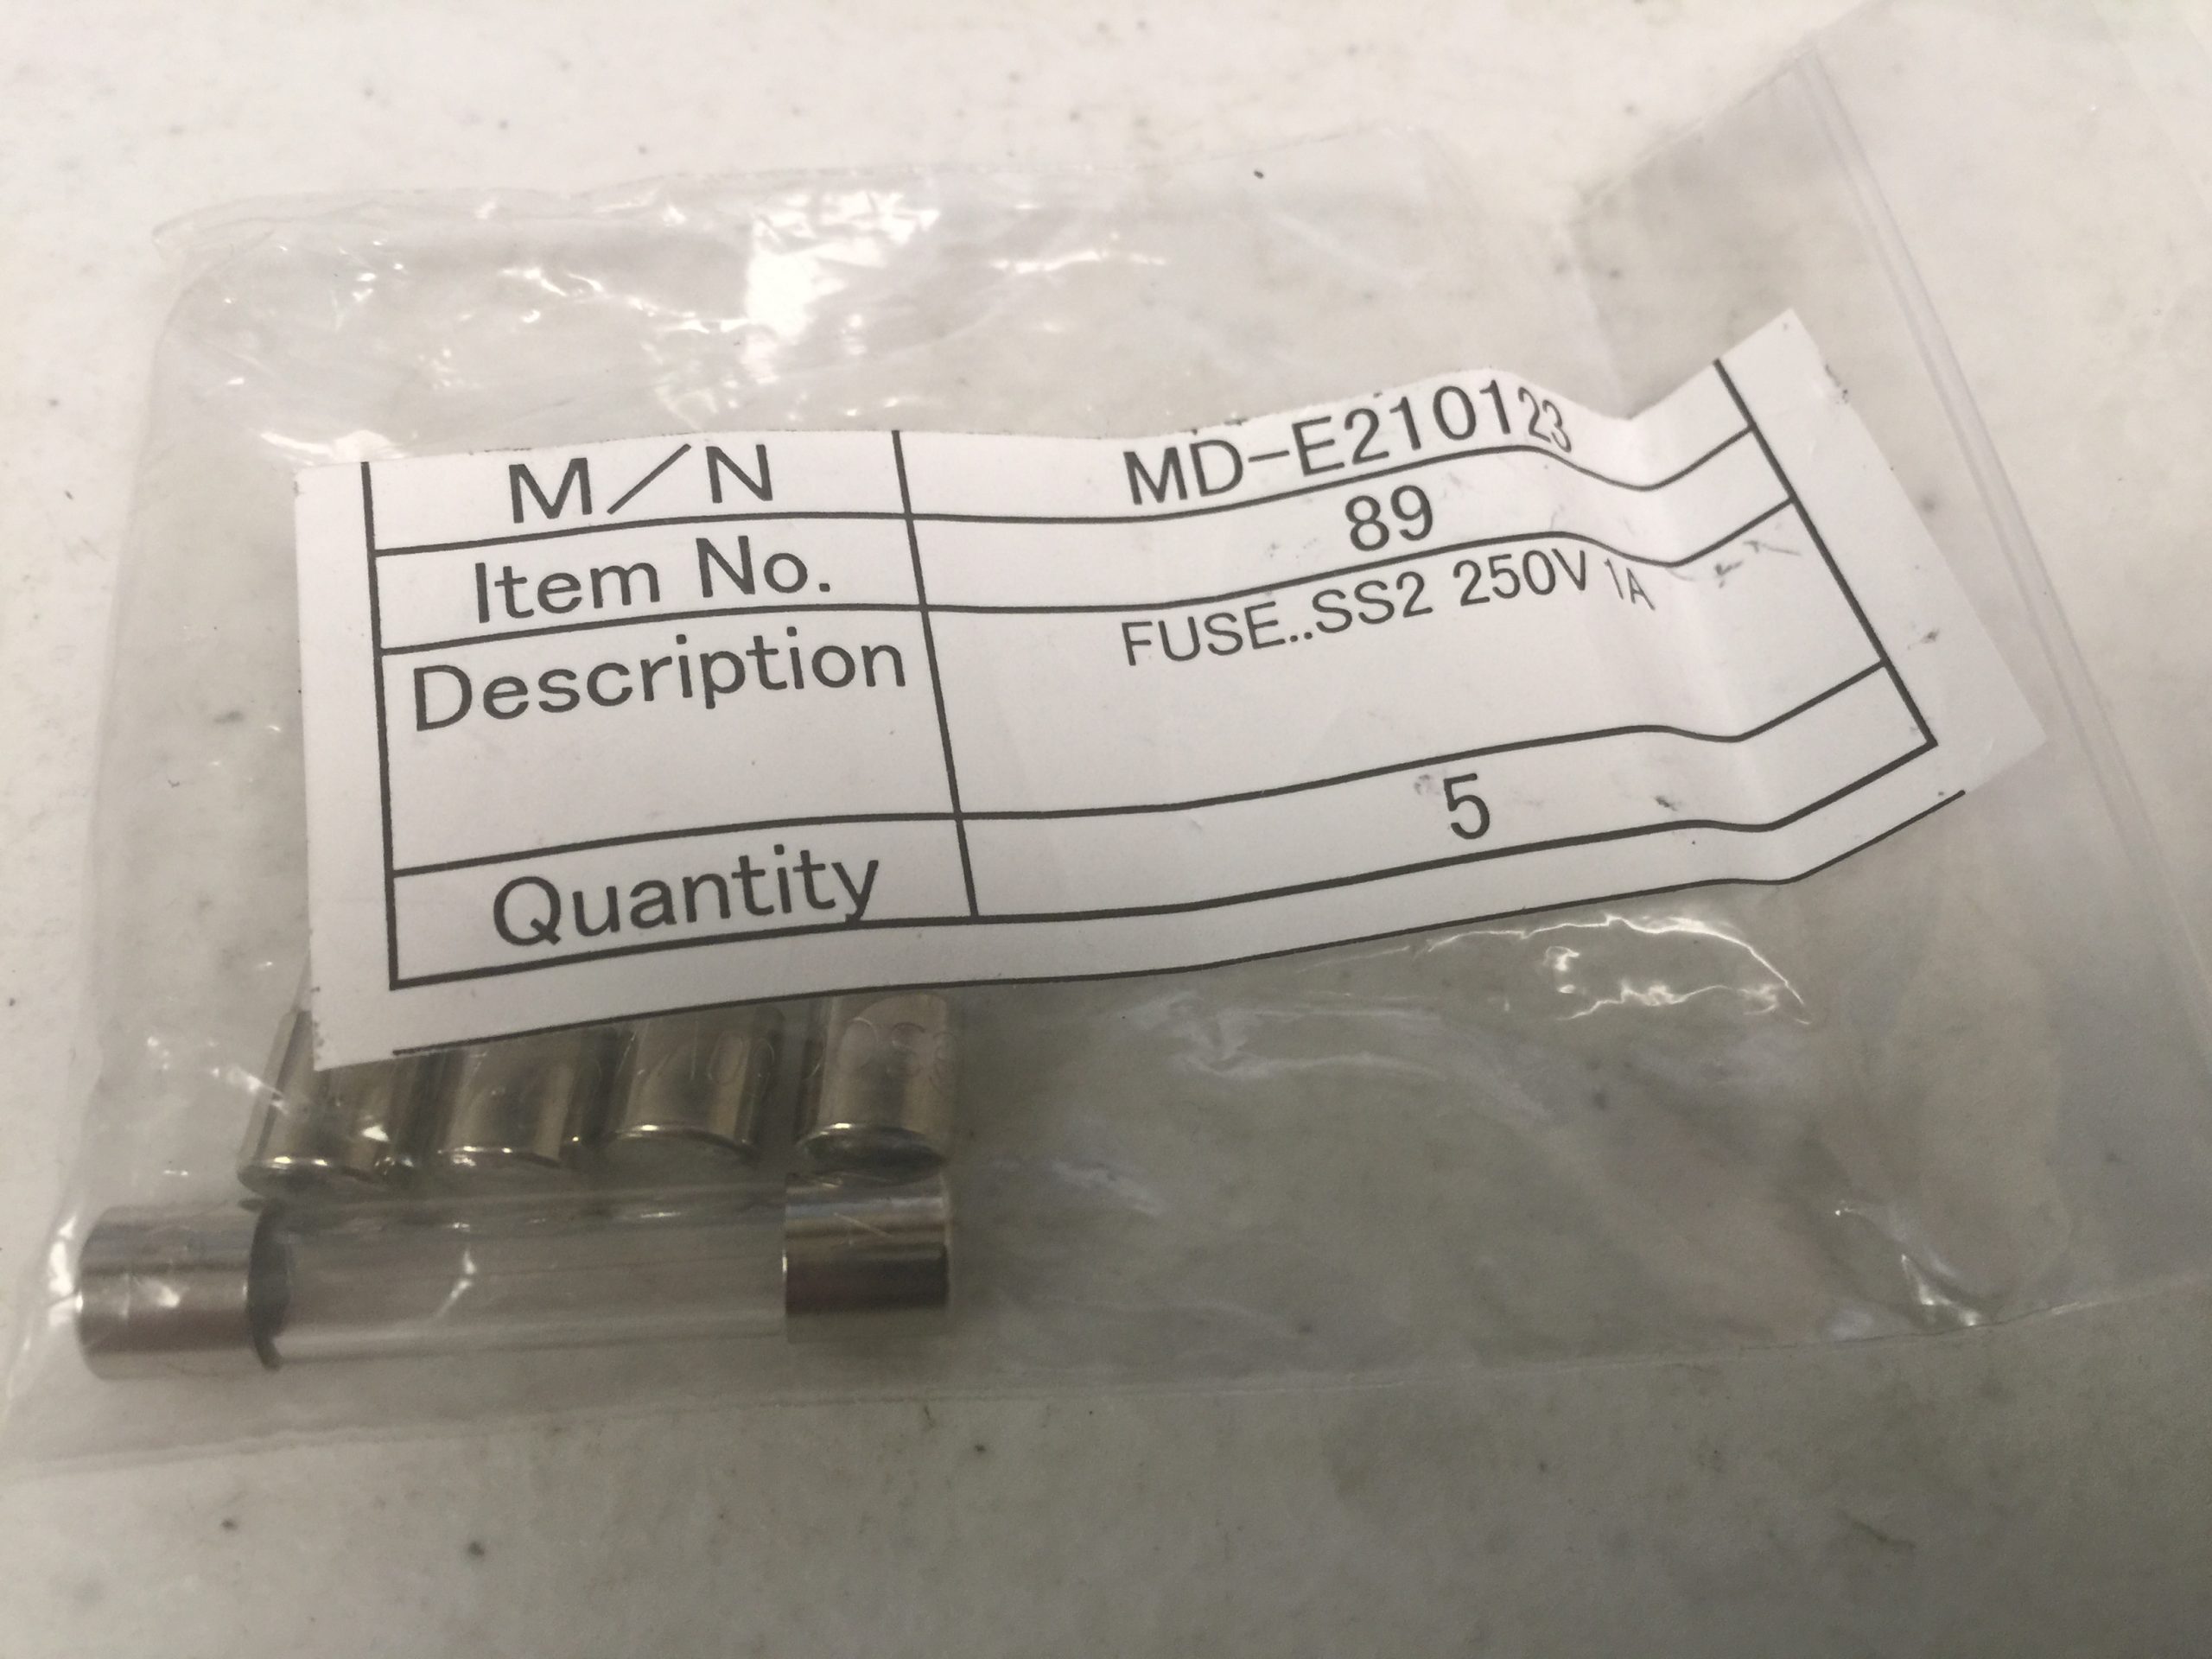 M／N MD-E210123
Item No. 89
Description FUSE..SS2 250V 1A
Quantity 5